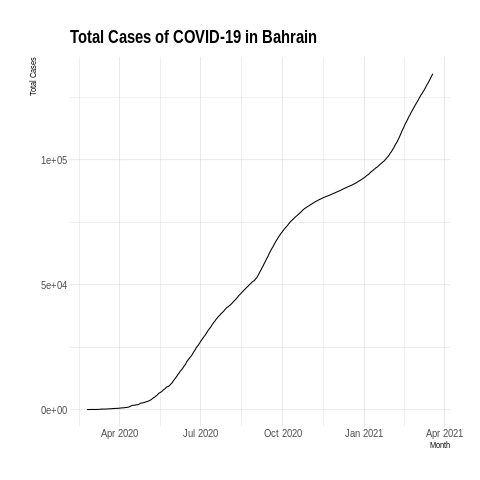 Total Cases of COVID-19 in Bahrain
Total Cases
1e+05
5e+04
0e+00
Apr 2020 Jul 2020 Oct 2020 Jan 2021 Apr 2021
Month